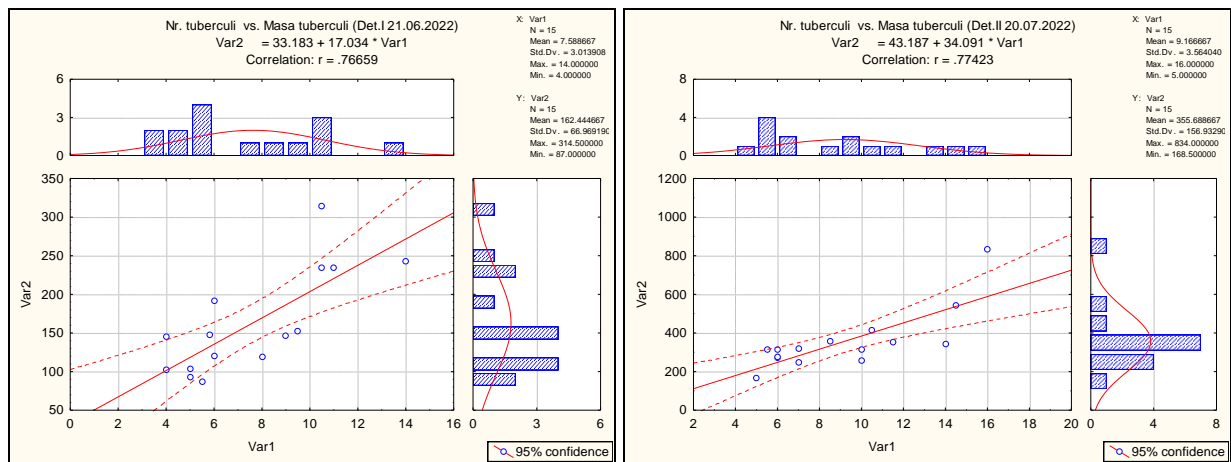 Nr. tuberculi vs. Masa tuberculi (Det.I 21.06.2022)
Var2 = 33.183 + 17.034 * Var1
Correlation: r = .76659
X: Var1
N = 15
Mean = 7.588667
Std.Dv. = 3.013908
Max. = 14.000000
Min. = 4.000000
Y: Var2
N = 15
Mean = 162.444667
Std.Dv. = 66.969190
Max. = 314.500000
Min. = 87.000000
6
3
0
350
300
250
200
150
100
50
Var2
0 2 4 6 8 10 12 14 16
Var1
0 3 6
95% confidence
Nr. tuberculi vs. Masa tuberculi (Det.II 20.07.2022)
Var2 = 43.187 + 34.091 * Var1
Correlation: r = .77423
X: Var1
N = 15
Mean = 9.166667
Std.Dv. = 3.564040
Max. = 16.000000
Min. = 5.000000
Y: Var2
N = 15
Mean = 355.688667
Std.Dv. = 156.93290
Max. = 834.000000
Min. = 168.500000
8
4
0
1200
1000
800
600
400
200
0
Var2
2 4 6 8 10 12 14 16 18 20
Var1
0 4 8
95% confidence